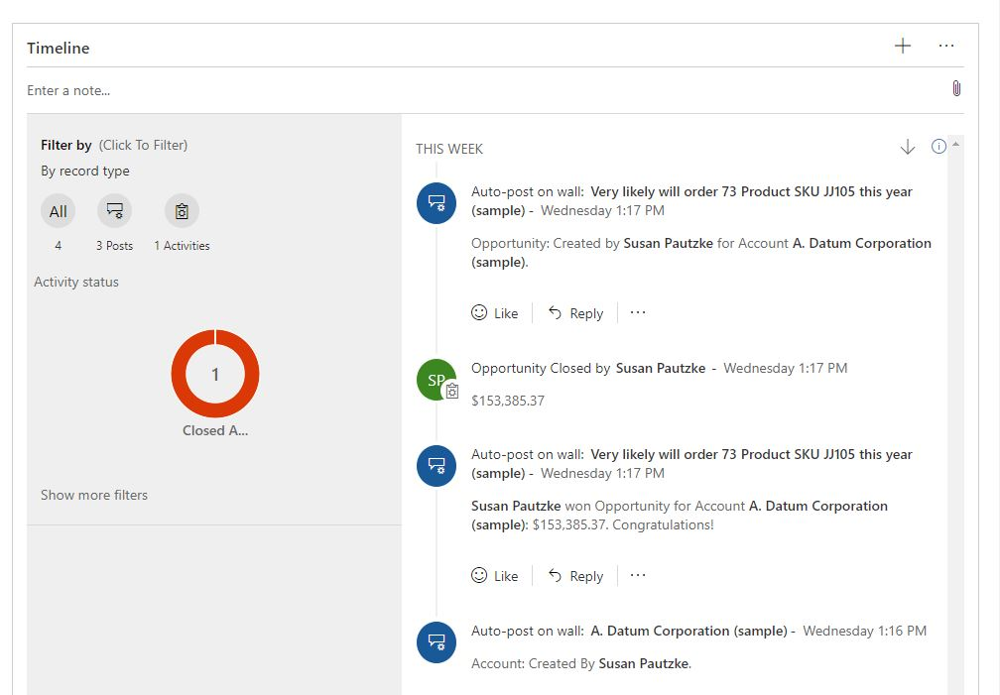 Timeline
Enter a note...
Filter by (Click To Filter)
By record type
All
4
3 Posts
1 Activities
Activity status
1
Closed A...
Show more filters
THIS WEEK
Auto-post on wall: Very likely will order 73 Product SKU JJ105 this year
(sample) - Wednesday 1:17 PM
Opportunity: Created by Susan Pautzke for Account A. Datum Corporation
(sample).
Like Reply ...
SP
Opportunity Closed by Susan Pautzke - Wednesday 1:17 PM
$153,385.37
Auto-post on wall: Very likely will order 73 Product SKU JJ105 this year
(sample) - Wednesday 1:17 PM
Susan Pautzke won Opportunity for Account A. Datum Corporation
(sample): $153,385.37. Congratulations!
Like Reply ...
Auto-post on wall: A. Datum Corporation (sample) - Wednesday 1:16 PM
Account: Created By Susan Pautzke.